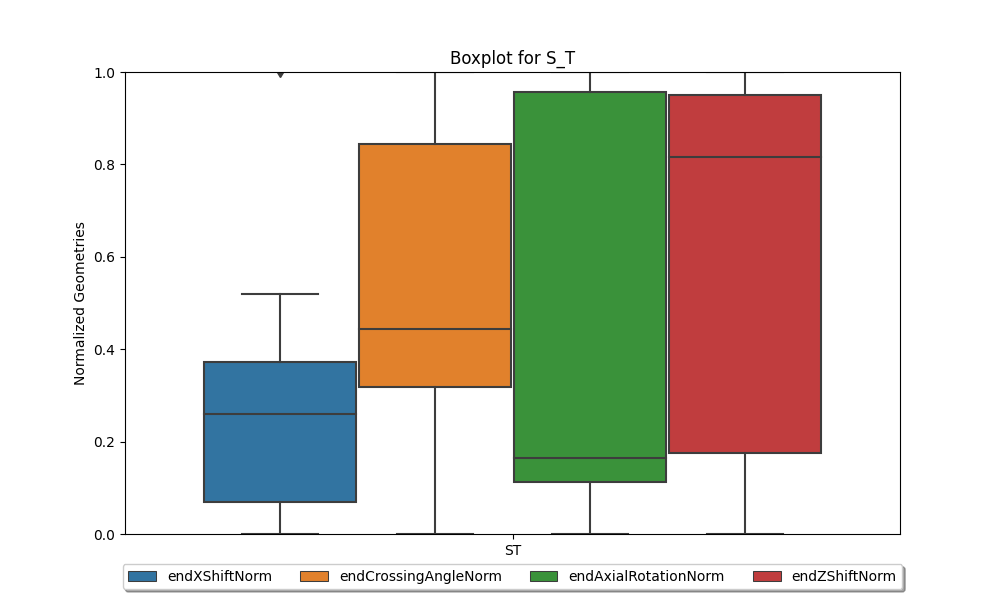 Boxplot for S_T
1.0
0.8
0.6
0.4
0.2
0.0
Normalized Geometries
ST
endXShiftNorm endCrossingAngleNorm endAxialRotationNorm endZShiftNorm